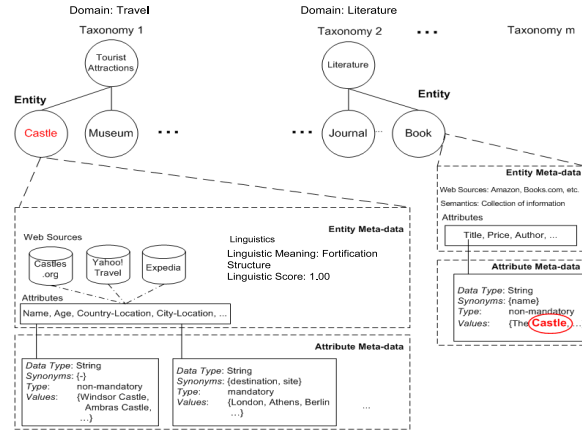 Domain: Travel
Domain: Literature
Taxonomy 1
Taxonomy 2
Taxonomy m
Tourist
Attractions
Literature
Entity
Entity
Castle
Museum
Journal
Book
Entity Meta-data
Web Sources: Amazon, Books.com, etc.
Semantics: Collection of information
Attributes
Title, Price, Author, ...
Attribute Meta-data
Data Type: String
Synonyms: {name}
Type: non-mandatory
Values: {The Castle, ...
Entity Meta-data
Web Sources
Castles
.org
Yahoo!
Travel
Expedia
Linguistics
Linguistic Meaning: Fortification
Structure
Linguistic Score: 1.00
Attributes
Name, Age, Country-Location, City-Location, ...
Attribute Meta-data
Data Type: String
Synonyms: {-}
Type: non-mandatory
Values: {Windsor Castle,
Ambras Castle,
...}
Data Type: String
Synonyms: {destination, site}
Type: mandatory
Values: {London, Athens, Berlin
...}
...